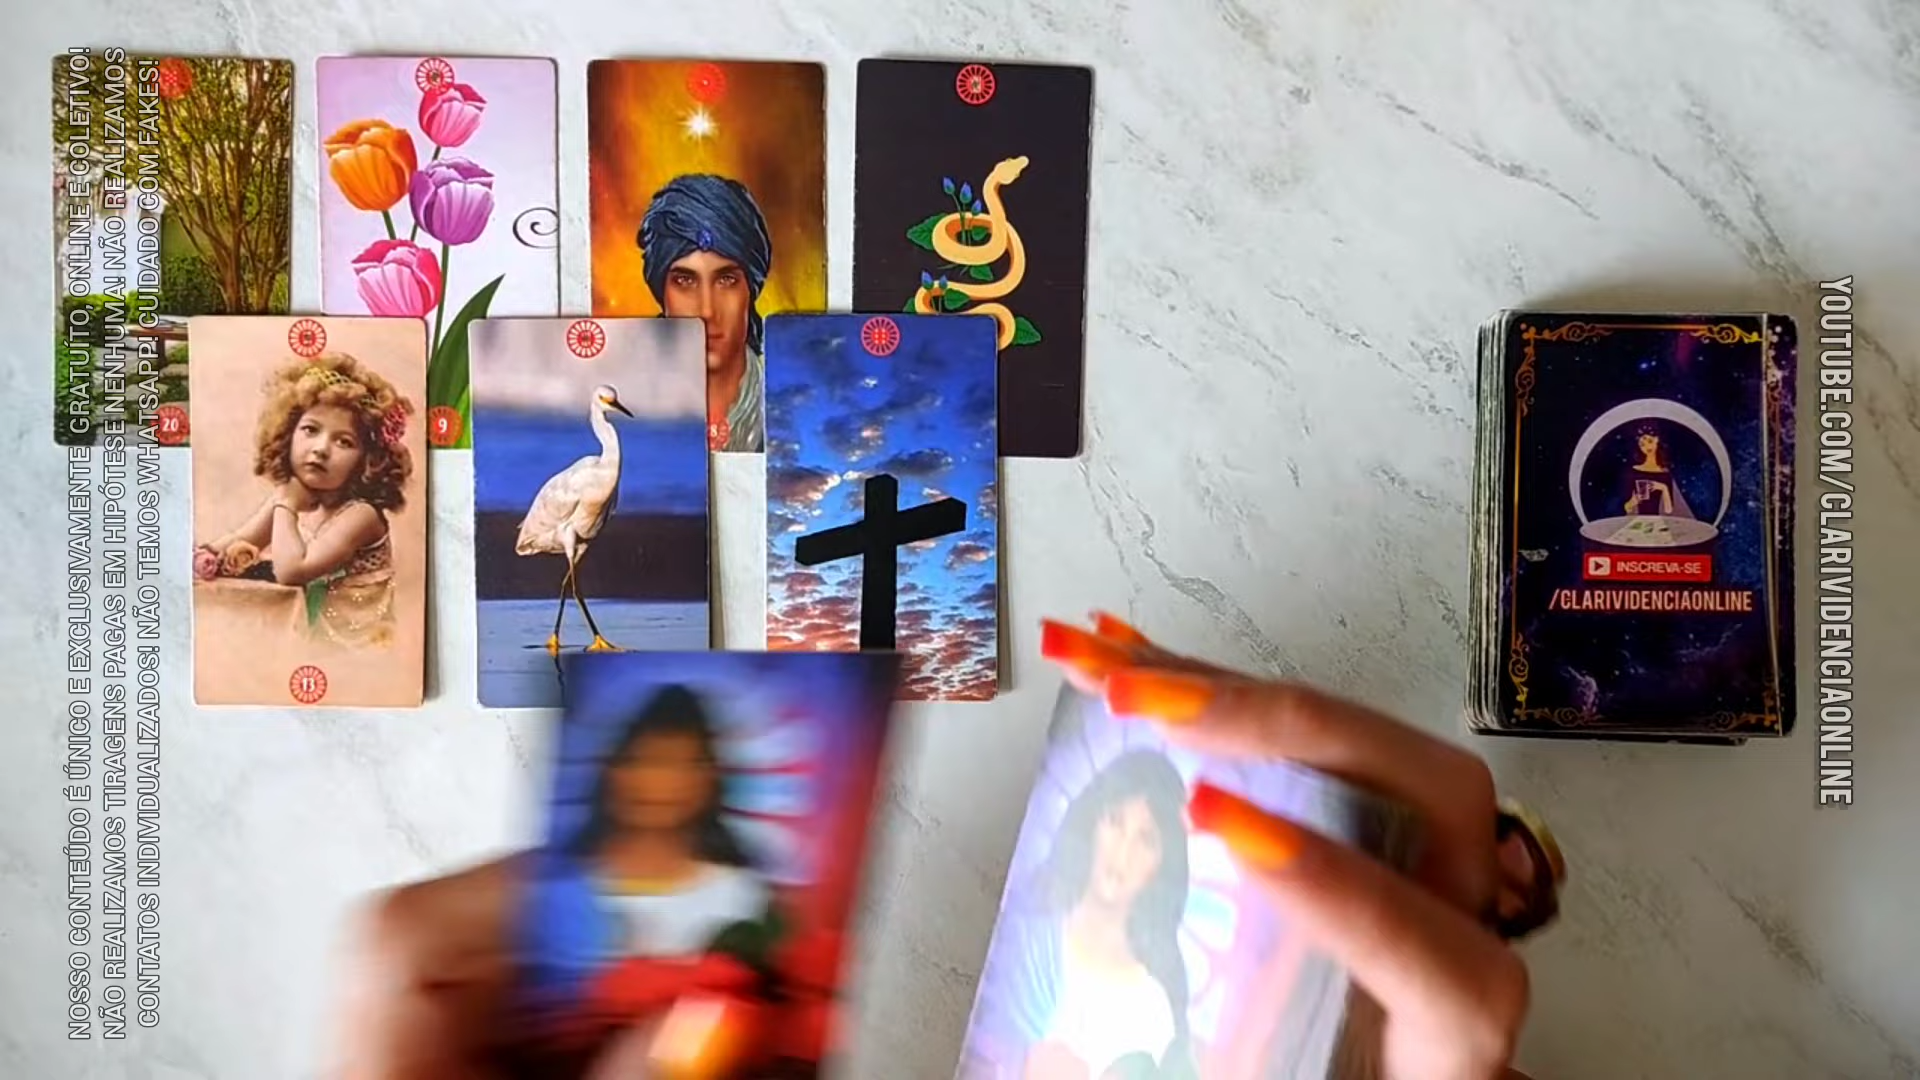 NOSSO CONTEÚDO É ÚNICO E EXCLUSIVAMENTE GRATUÍTO, ONLINE E COLETIVO!
NÃO REALIZAMOS TIRAGENS PAGAS EM HIPÓTESE NENHUMA! NÃO REALIZAMOS
CONTATOS INDIVIDUALIZADOS! NÃO TEMOS WHATSAPP! CUIDADO COM FAKES!
20
9
8
13
INSCREVA-SE
/CLARIVIDENCIAONLINE
YOUTUBE.COM/CLARIVIDENCIAONLINE